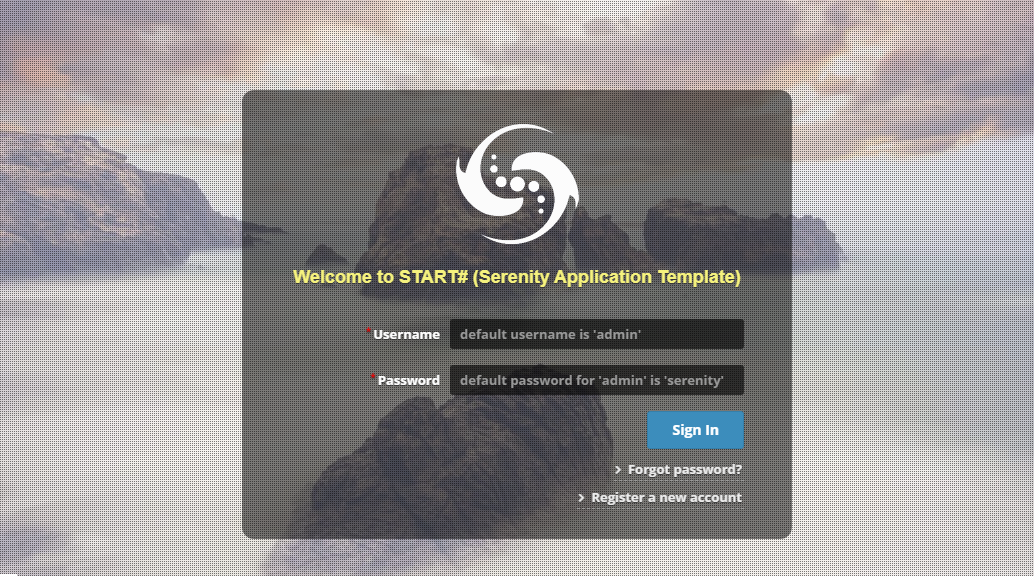 Welcome to START# (Serenity Application Template)
*Username default username is 'admin'
*Password default password for 'admin' is 'serenity'
Sign In
> Forgot password?
> Register a new account